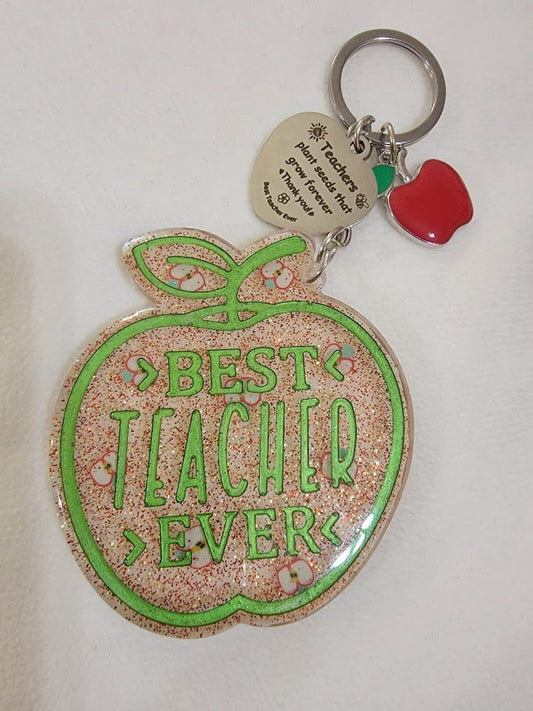 Teachers
plant seeds that
grow forever
Thank you!
Best Teacher Ever
BEST
TEACHER
EVER